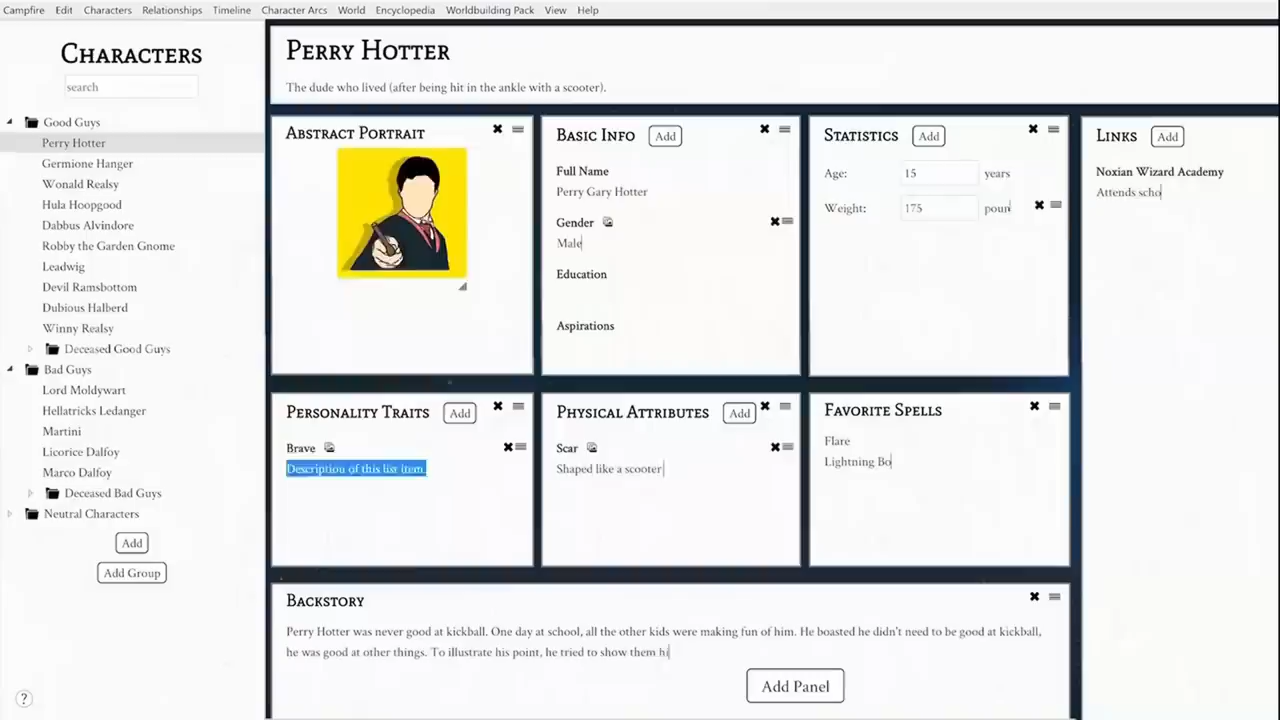 Campfire Edit Characters Relationships Timeline Character Arcs World Encyclopedia Worldbuilding Pack View Help
Characters
search
Good Guys
Perry Hotter
Germione Hanger
Wonald Realsy
Hula Hoopgood
Dabbus Alvindore
Robby the Garden Gnome
Leadwig
Devil Ramsbottom
Dubious Halberd
Winny Realsy
Deceased Good Guys
Bad Guys
Lord Moldywart
Hellatricks Ledanger
Martini
Licorice Dalfoy
Marco Dalfoy
Deceased Bad Guys
Neutral Characters
Add
Add Group
?
Perry Hotter
The dude who lived (after being hit in the ankle with a scooter).
Abstract Portrait
Basic Info Add
Full Name
Perry Gary Hotter
Gender
Male
Education
Aspirations
Statistics Add
Age: 15 years
Weight: 175 poun
Links Add
Noxian Wizard Academy
Attends scho
Personality Traits Add
Brave
Description of this list item.
Physical Attributes Add
Scar
Shaped like a scooter
Favorite Spells
Flare
Lightning Bo
Backstory
Perry Hotter was never good at kickball. One day at school, all the other kids were making fun of him. He boasted he didn't need to be good at kickball,
he was good at other things. To illustrate his point, he tried to show them hi
Add Panel